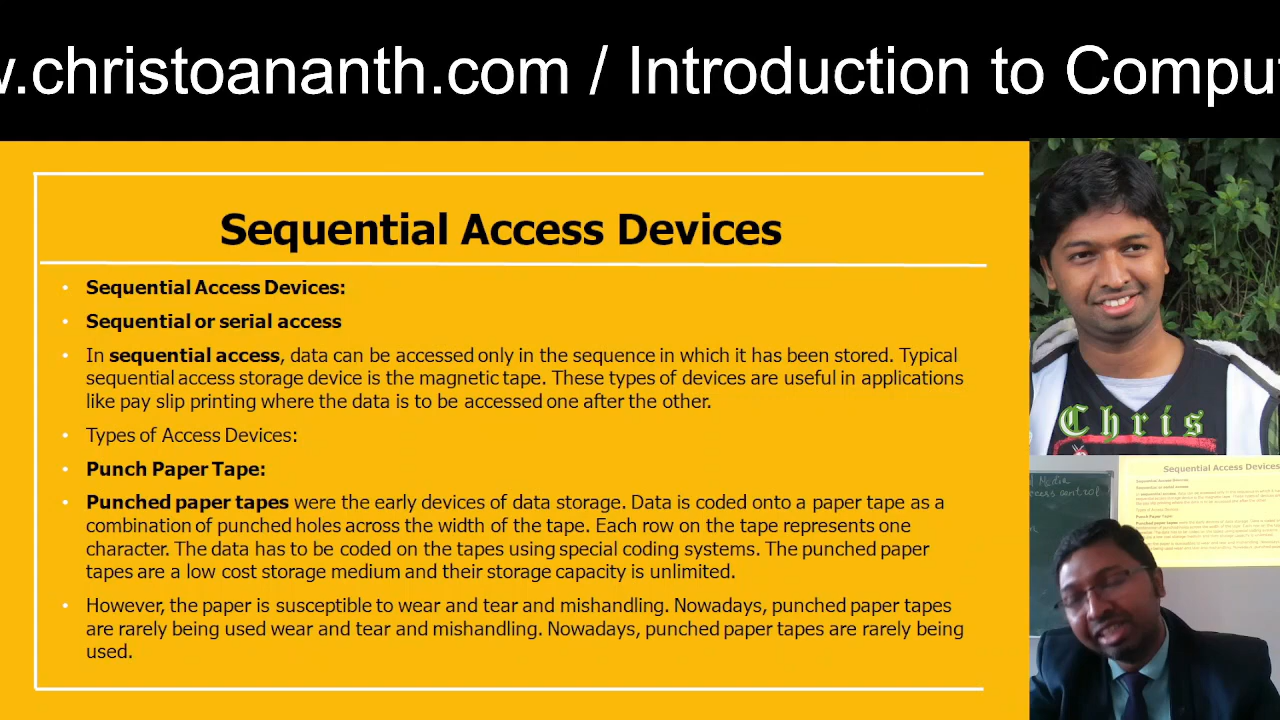 w.christoananth.com / Introduction to Compu
Sequential Access Devices
• Sequential Access Devices:
• Sequential or serial access
• In sequential access, data can be accessed only in the sequence in which it has been stored. Typical
sequential access storage device is the magnetic tape. These types of devices are useful in applications
like pay slip printing where the data is to be accessed one after the other.
• Types of Access Devices:
• Punch Paper Tape:
• Punched paper tapes were the early devices of data storage. Data is coded onto a paper tape as a
combination of punched holes across the width of the tape. Each row on the tape represents one
character. The data has to be coded on the tapes using special coding systems. The punched paper
tapes are a low cost storage medium and their storage capacity is unlimited.
• However, the paper is susceptible to wear and tear and mishandling. Nowadays, punched paper tapes
are rarely being used wear and tear and mishandling. Nowadays, punched paper tapes are rarely being
used.
Chris
Sequential Access Devices
Media
access control